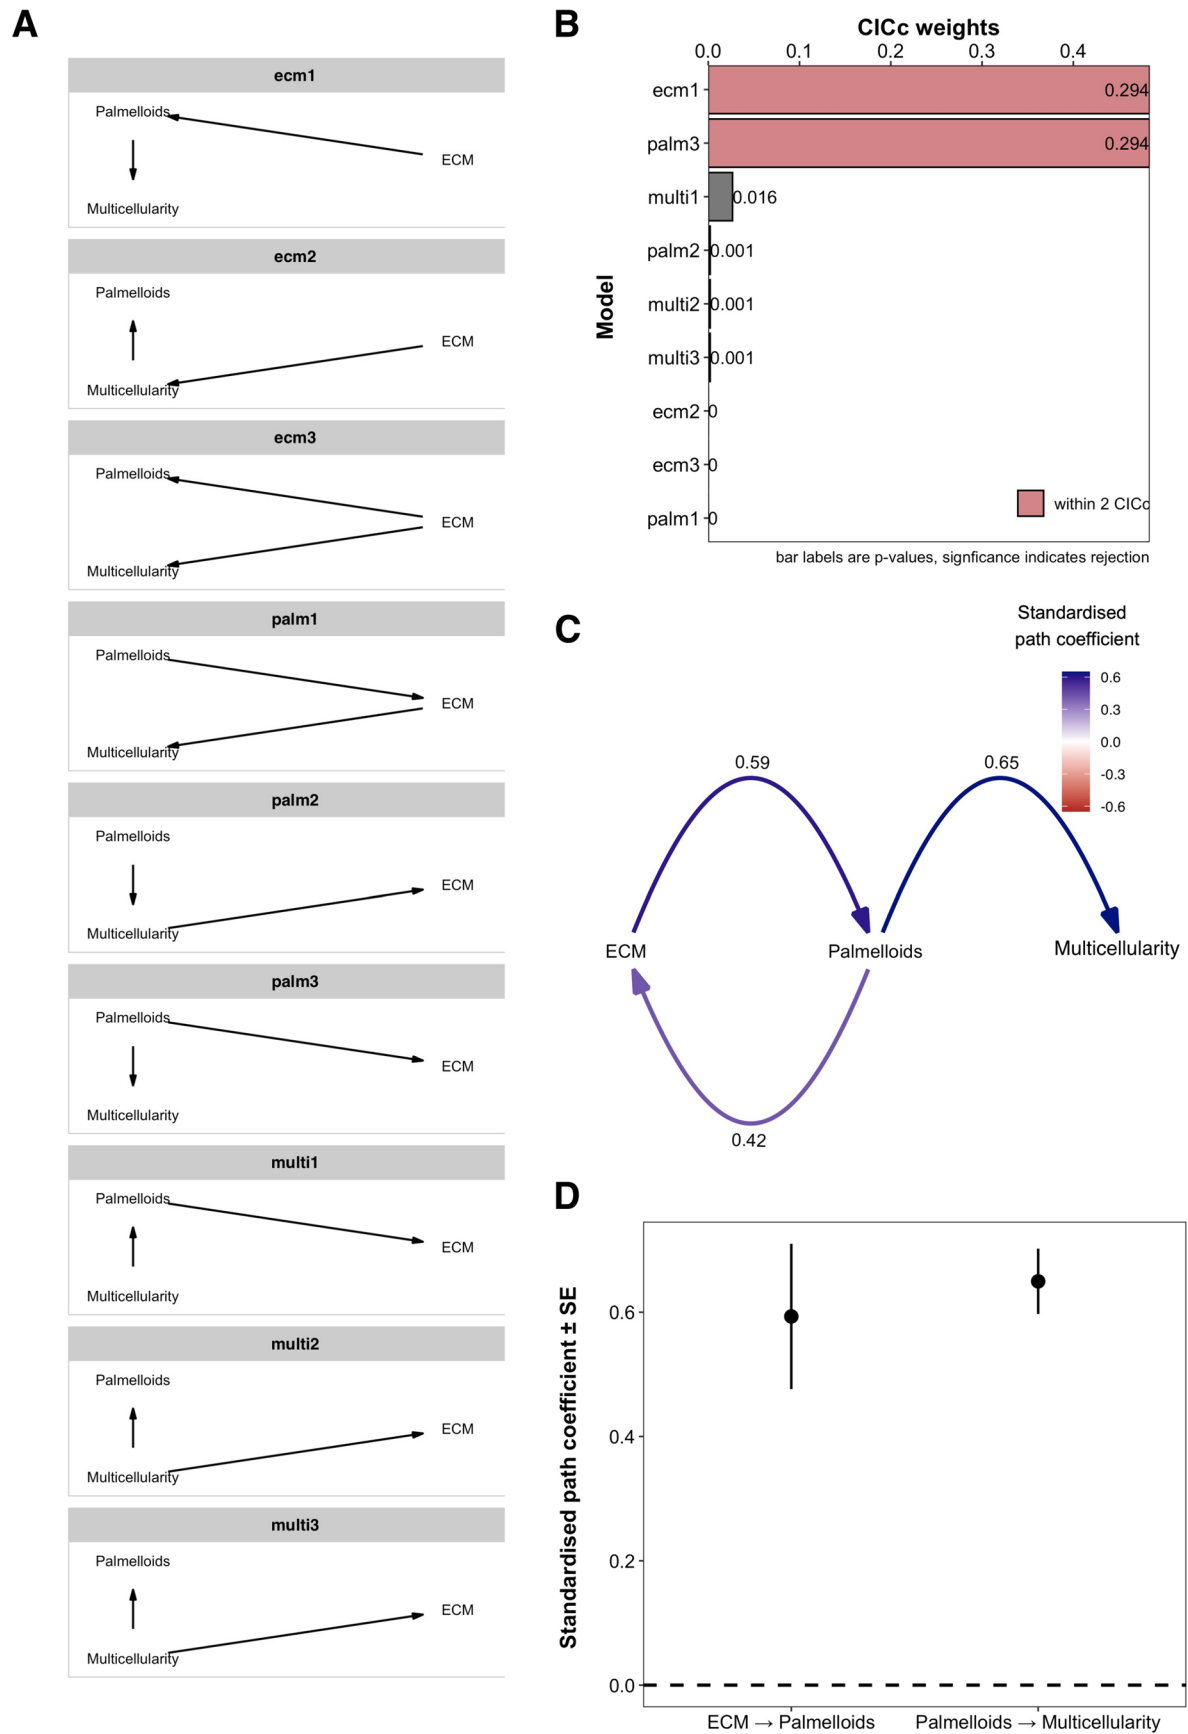 A
ecm1
Palmelloids
ECM
Multicellularity
ecm2
Palmelloids
ECM
Multicellularity
ecm3
Palmelloids
ECM
Multicellularity
palm1
Palmelloids
ECM
Multicellularity
palm2
Palmelloids
ECM
Multicellularity
palm3
Palmelloids
ECM
Multicellularity
multi1
Palmelloids
ECM
Multicellularity
multi2
Palmelloids
ECM
Multicellularity
multi3
Palmelloids
ECM
Multicellularity
B
CICc weights
0.0 0.1 0.2 0.3 0.4
Model
ecm1 0.294
palm3 0.294
multi1 0.016
palm2 0.001
multi2 0.001
multi3 0.001
ecm2 0
ecm3 0
palm1 0
within 2 CICc
bar labels are p-values, signficance indicates rejection
C
Standardised
path coefficient
0.6
0.3
0.0
-0.3
-0.6
0.59 0.65
ECM Palmelloids Multicellularity
0.42
D
Standardised path coefficient ± SE
0.6
0.4
0.2
0.0
ECM → Palmelloids Palmelloids → Multicellularity